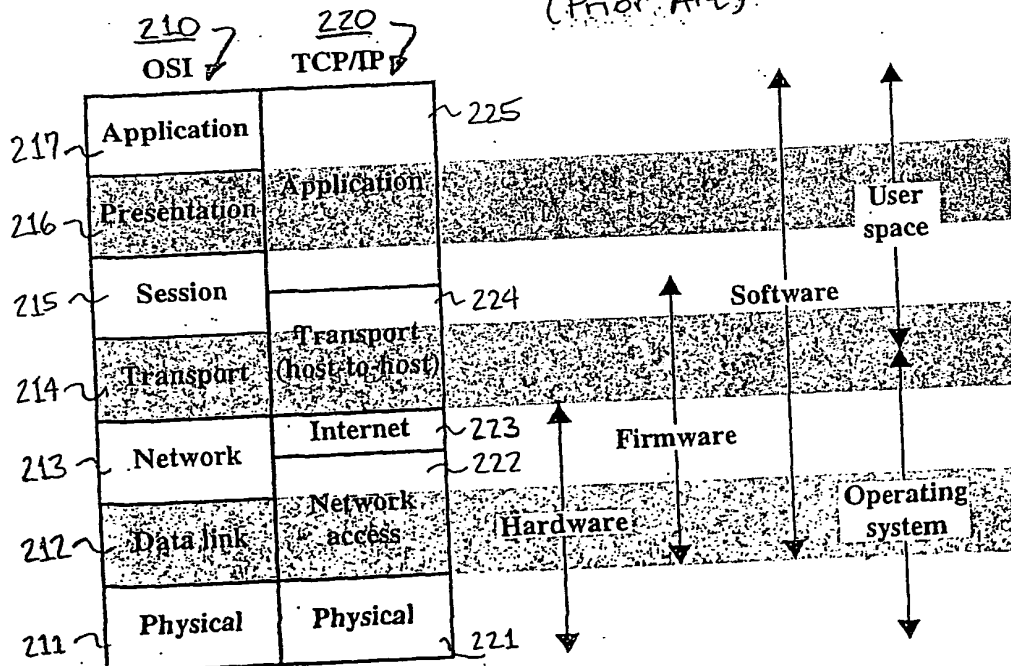 (Prior Art)
210 220
OSI TCP/IP
Application
225
217
Presentation
Application
216
User
space
Session
215
224
Software
Transport
Transport
(host-to-host)
214
Internet
223
Network
213
222
Firmware
Network
access
Data link
212
Hardware
Operating
system
Physical
Physical
211
221